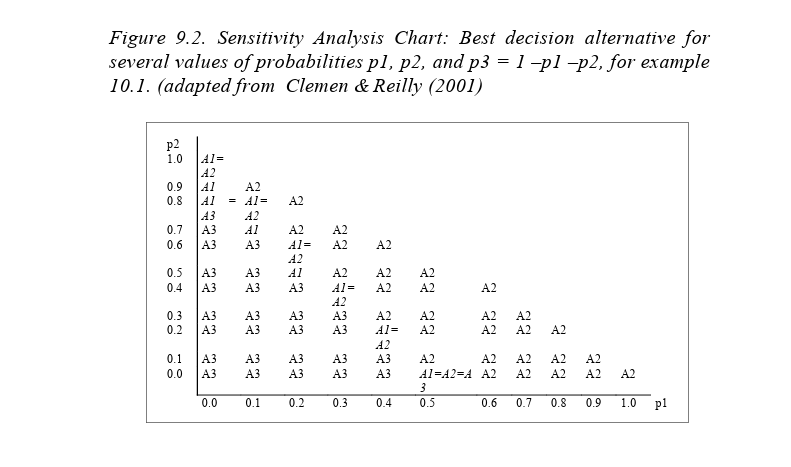 Figure 9.2. Sensitivity Analysis Chart: Best decision alternative for
several values of probabilities p1, p2, and p3 = 1 –p1 –p2, for example
10.1. (adapted from Clemen & Reilly (2001)
p2
1.0 A1=
A2
0.9 A1 A2
0.8 A1 = A1= A2
A3 A2
0.7 A3 A1 A2 A2
0.6 A3 A3 A1= A2 A2
A2
0.5 A3 A3 A1 A2 A2 A2
0.4 A3 A3 A3 A1= A2 A2 A2
A2
0.3 A3 A3 A3 A3 A2 A2 A2 A2
0.2 A3 A3 A3 A3 A1= A2 A2 A2 A2
A2
0.1 A3 A3 A3 A3 A3 A2 A2 A2 A2 A2
0.0 A3 A3 A3 A3 A3 A1=A2=A A2 A2 A2 A2 A2
3
0.0 0.1 0.2 0.3 0.4 0.5 0.6 0.7 0.8 0.9 1.0 p1